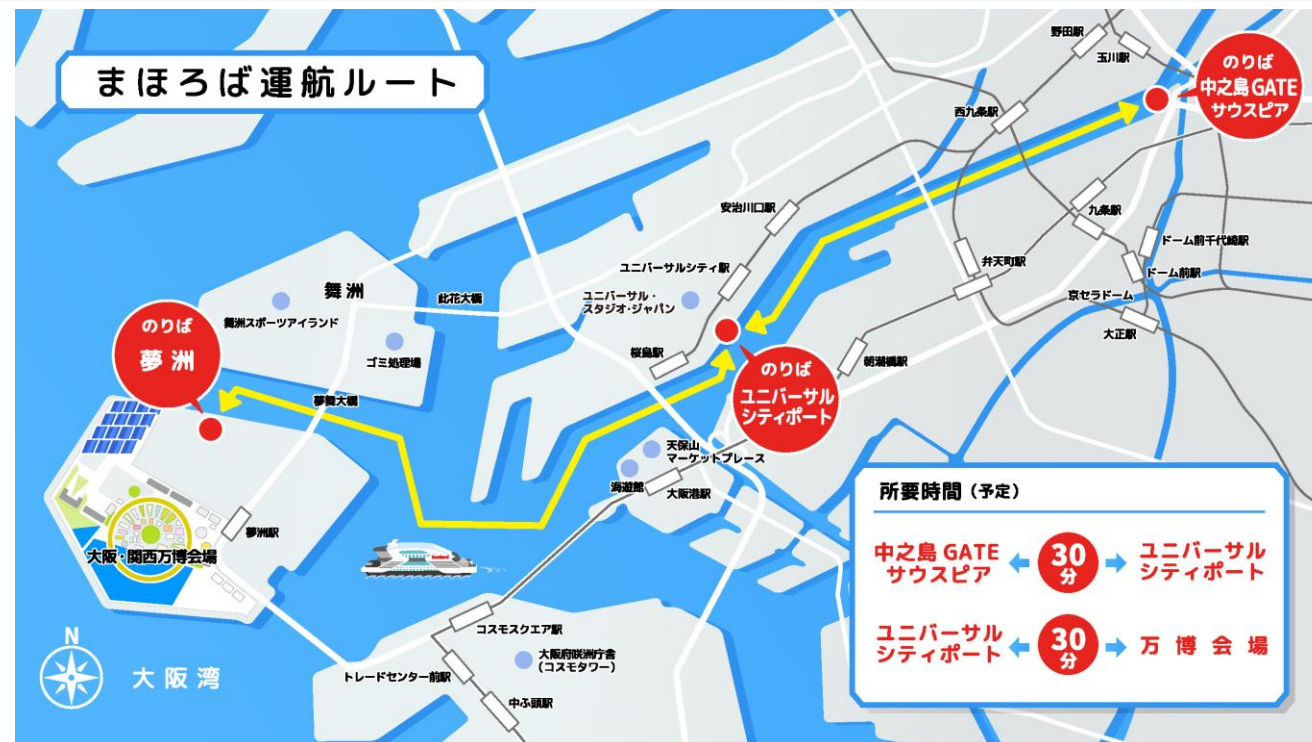 まほろば運航ルート
野田駅
玉川駅
のりば
中之島GATE
サウスピア
西九条駅
安治川口駅
九条駅
ドーム前千代崎駅
ドーム前駅
弁天町駅
京セラドーム
大正駅
ユニバーサルシティ駅
ユニバーサル・
スタジオ・ジャパン
舞洲
此花大橋
舞洲スポーツアイランド
ゴミ処理場
桜島駅
朝潮橋駅
のりば
夢洲
のりば
ユニバーサル
シティポート
夢舞大橋
天保山
マーケットプレース
海遊館
大阪港駅
夢洲駅
大阪・関西万博会場
コスモスクエア駅
大阪府咲洲庁舎
(コスモタワー)
トレードセンター前駅
中ふ頭駅
N
大阪湾
所要時間(予定)
中之島 GATE
サウスピア
30
分
ユニバーサル
シティポート
ユニバーサル
シティポート
30
分
万博会場